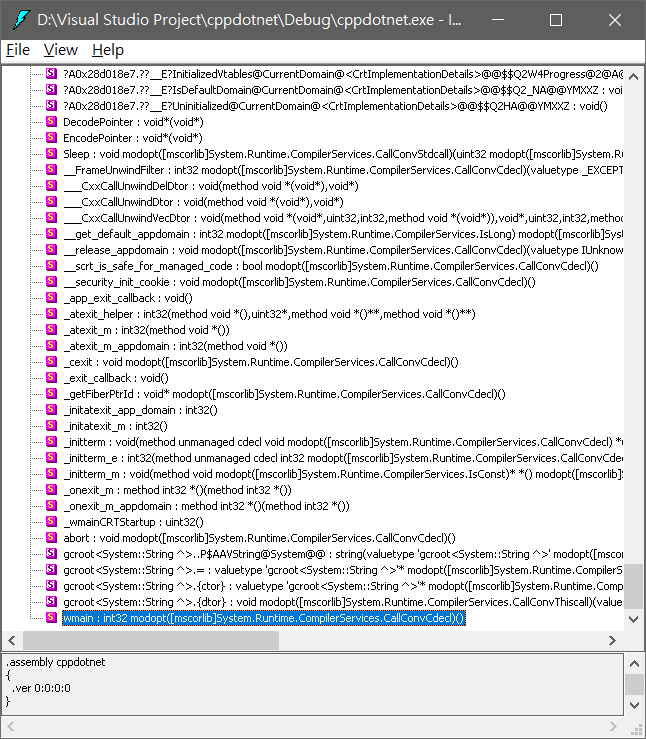 D:\Visual Studio Project\cppdotnet\Debug\cppdotnet.exe - I...
File View Help
?A0x28d018e7.??__E?InitializedVtables@CurrentDomain@<CrtImplementationDetails>@@$$Q2W4Progress@2@A@
?A0x28d018e7.??__E?IsDefaultDomain@CurrentDomain@<CrtImplementationDetails>@@$$Q2_NA@@YMXXZ : voi
?A0x28d018e7.??__E?Uninitialized@CurrentDomain@<CrtImplementationDetails>@@$$Q2HA@@YMXXZ : void()
DecodePointer : void*(void*)
EncodePointer : void*(void*)
Sleep : void modopt([mscorlib]System.Runtime.CompilerServices.CallConvStdcall)(uint32 modopt([mscorlib]System.Ru
__FrameUnwindFilter : int32 modopt([mscorlib]System.Runtime.CompilerServices.CallConvCdecl)(valuetype _EXCEPT
___CxxCallUnwindDelDtor : void(method void *(void*),void*)
___CxxCallUnwindDtor : void(method void *(void*),void*)
___CxxCallUnwindVecDtor : void(method void *(void*,uint32,int32,method void *(void*)),void*,uint32,int32,metho
__get_default_appdomain : int32 modopt([mscorlib]System.Runtime.CompilerServices.IsLong) modopt([mscorlib]Sys
__release_appdomain : void modopt([mscorlib]System.Runtime.CompilerServices.CallConvCdecl)(valuetype IUnknow
__scrt_is_safe_for_managed_code : bool modopt([mscorlib]System.Runtime.CompilerServices.CallConvCdecl)()
__security_init_cookie : void modopt([mscorlib]System.Runtime.CompilerServices.CallConvCdecl)()
_app_exit_callback : void()
_atexit_helper : int32(method void *(),uint32*,method void *()**,method void *()**)
_atexit_m : int32(method void *())
_atexit_m_appdomain : int32(method void *())
_cexit : void modopt([mscorlib]System.Runtime.CompilerServices.CallConvCdecl)()
_exit_callback : void()
_getFiberPtrId : void* modopt([mscorlib]System.Runtime.CompilerServices.CallConvCdecl)()
_initatexit_app_domain : int32()
_initatexit_m : int32()
_initterm : void(method unmanaged cdecl void modopt([mscorlib]System.Runtime.CompilerServices.CallConvCdecl) *
_initterm_e : int32(method unmanaged cdecl int32 modopt([mscorlib]System.Runtime.CompilerServices.CallConvCde
_initterm_m : void(method void modopt([mscorlib]System.Runtime.CompilerServices.IsConst)* *() modopt([mscorlib]
_onexit_m : method int32 *()(method int32 *())
_onexit_m_appdomain : method int32 *()(method int32 *())
_wmainCRTStartup : uint32()
abort : void modopt([mscorlib]System.Runtime.CompilerServices.CallConvCdecl)()
gcroot<System::String ^>..P$AAVString@System@@ : string(valuetype 'gcroot<System::String ^>' modopt([msco
gcroot<System::String ^>.= : valuetype 'gcroot<System::String ^>'* modopt([mscorlib]System.Runtime.CompilerS
gcroot<System::String ^>.{ctor} : valuetype 'gcroot<System::String ^>'* modopt([mscorlib]System.Runtime.Com
gcroot<System::String ^>.{dtor} : void modopt([mscorlib]System.Runtime.CompilerServices.CallConvThiscall)(value
wmain : int32 modopt([mscorlib]System.Runtime.CompilerServices.CallConvCdecl)()
.assembly cppdotnet
{
.ver 0:0:0:0
}